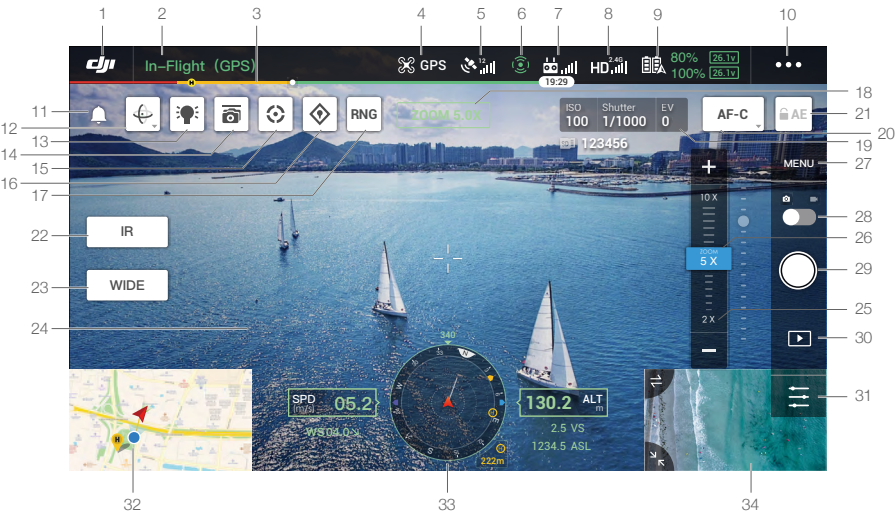 1 2 3 4 5 6 7 8 9 10
dji In-Flight (GPS) GPS 12 HD 2.4G A 80% 26.1v
100% 26.1v
H 19:29
11 12 13 14 15 16 17
RNG ZOOM 5.0X
ISO Shutter EV
100 1/1000 0
AF-C AE
123456
18
21
20
19
27
28
26
29
25
30
31
MENU
+
10 X
ZOOM
5 X
2 X
−
22 IR
23 WIDE
24
340
33 N W E S
SPD 05.2
(m/s)
WS 04.0
130.2 ALT
m
2.5 VS
1234.5 ASL
222m
H
32 33 34